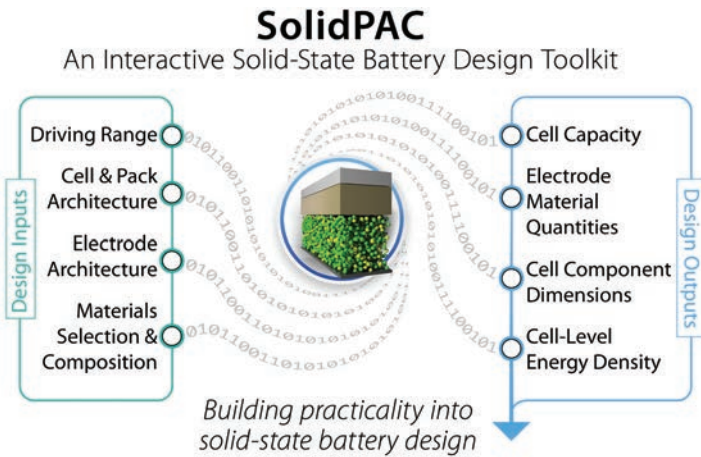 SolidPAC
An Interactive Solid-State Battery Design Toolkit
Design Inputs
Driving Range
Cell & Pack
Architecture
Electrode
Architecture
Materials
Selection &
Composition
Cell Capacity
Electrode
Material
Quantities
Cell Component
Dimensions
Cell-Level
Energy Density
Design Outputs
Building practicality into
solid-state battery design